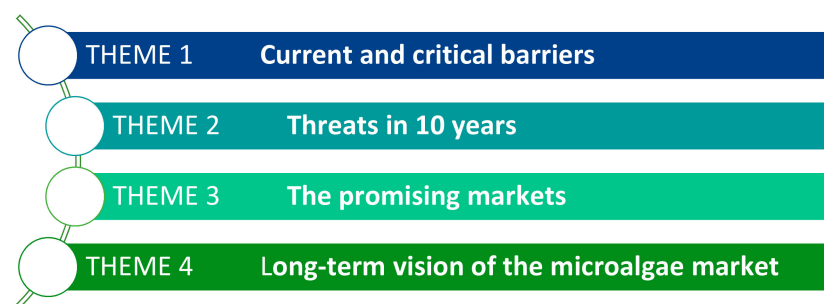 THEME 1 Current and critical barriers
THEME 2 Threats in 10 years
THEME 3 The promising markets
THEME 4 Long-term vision of the microalgae market